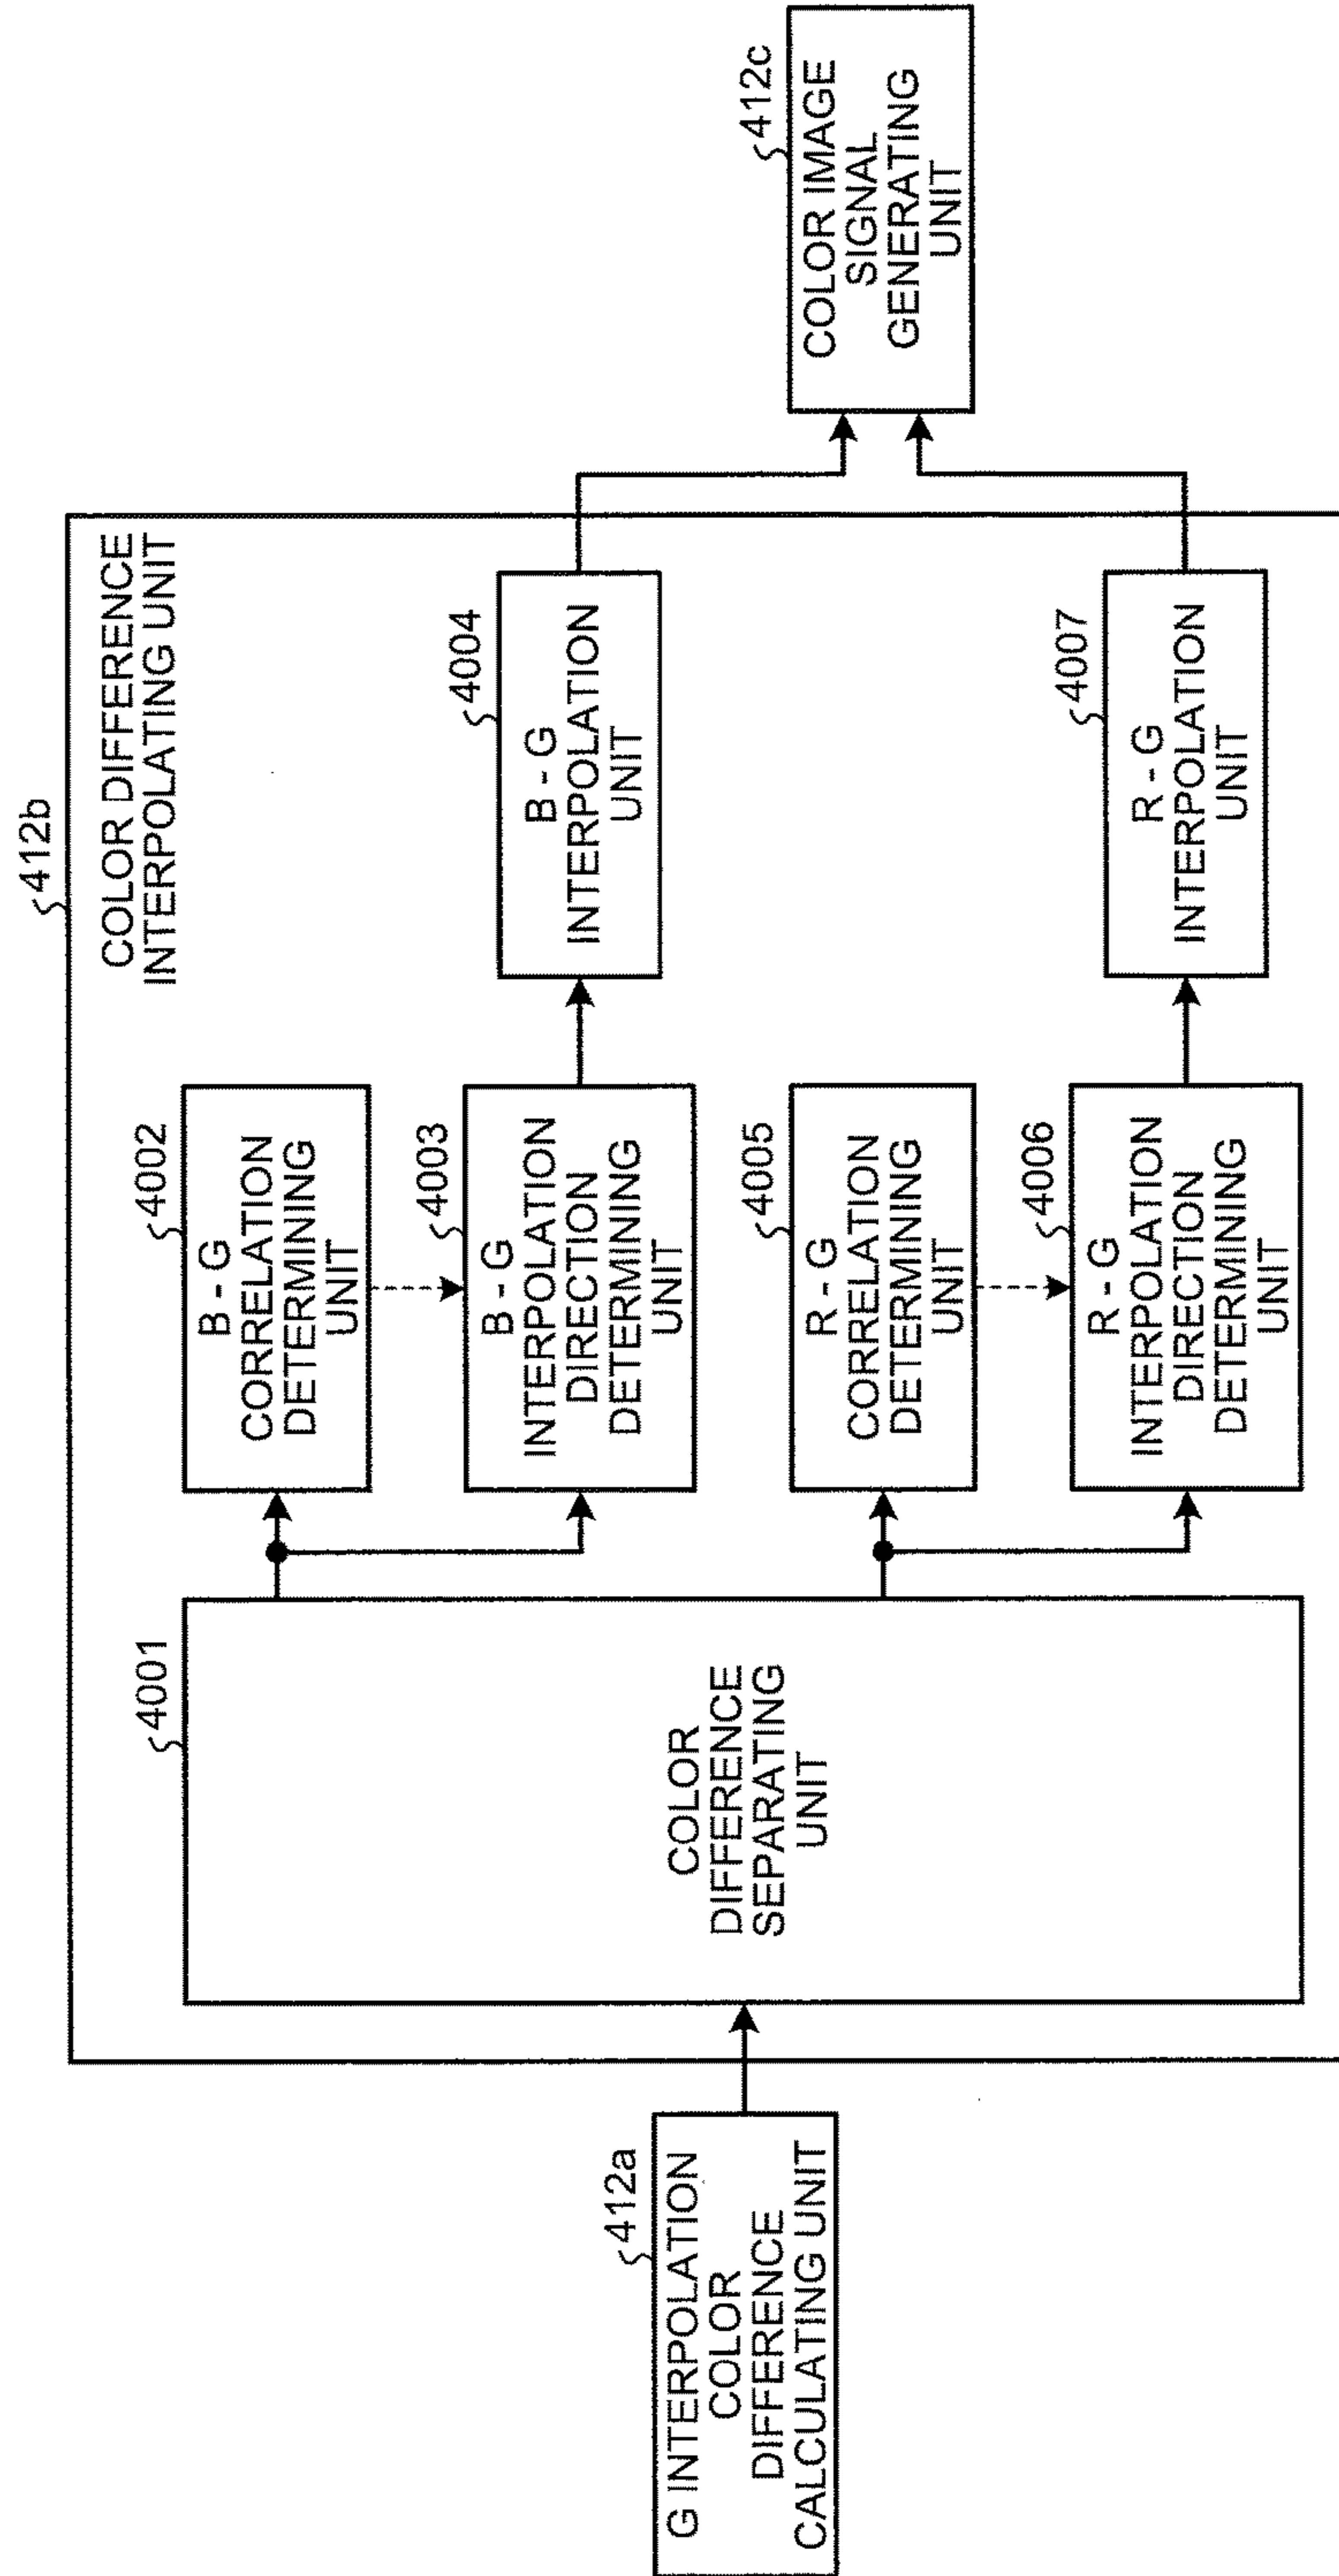 412b
COLOR DIFFERENCE
INTERPOLATING UNIT
412a
G INTERPOLATION
COLOR
DIFFERENCE
CALCULATING UNIT
4001
COLOR
DIFFERENCE
SEPARATING
UNIT
4002
B - G
CORRELATION
DETERMINING
UNIT
4003
B - G
INTERPOLATION
DIRECTION
DETERMINING
UNIT
4004
B - G
INTERPOLATION
UNIT
4005
R - G
CORRELATION
DETERMINING
UNIT
4006
R - G
INTERPOLATION
DIRECTION
DETERMINING
UNIT
4007
R - G
INTERPOLATION
UNIT
412c
COLOR IMAGE
SIGNAL
GENERATING
UNIT